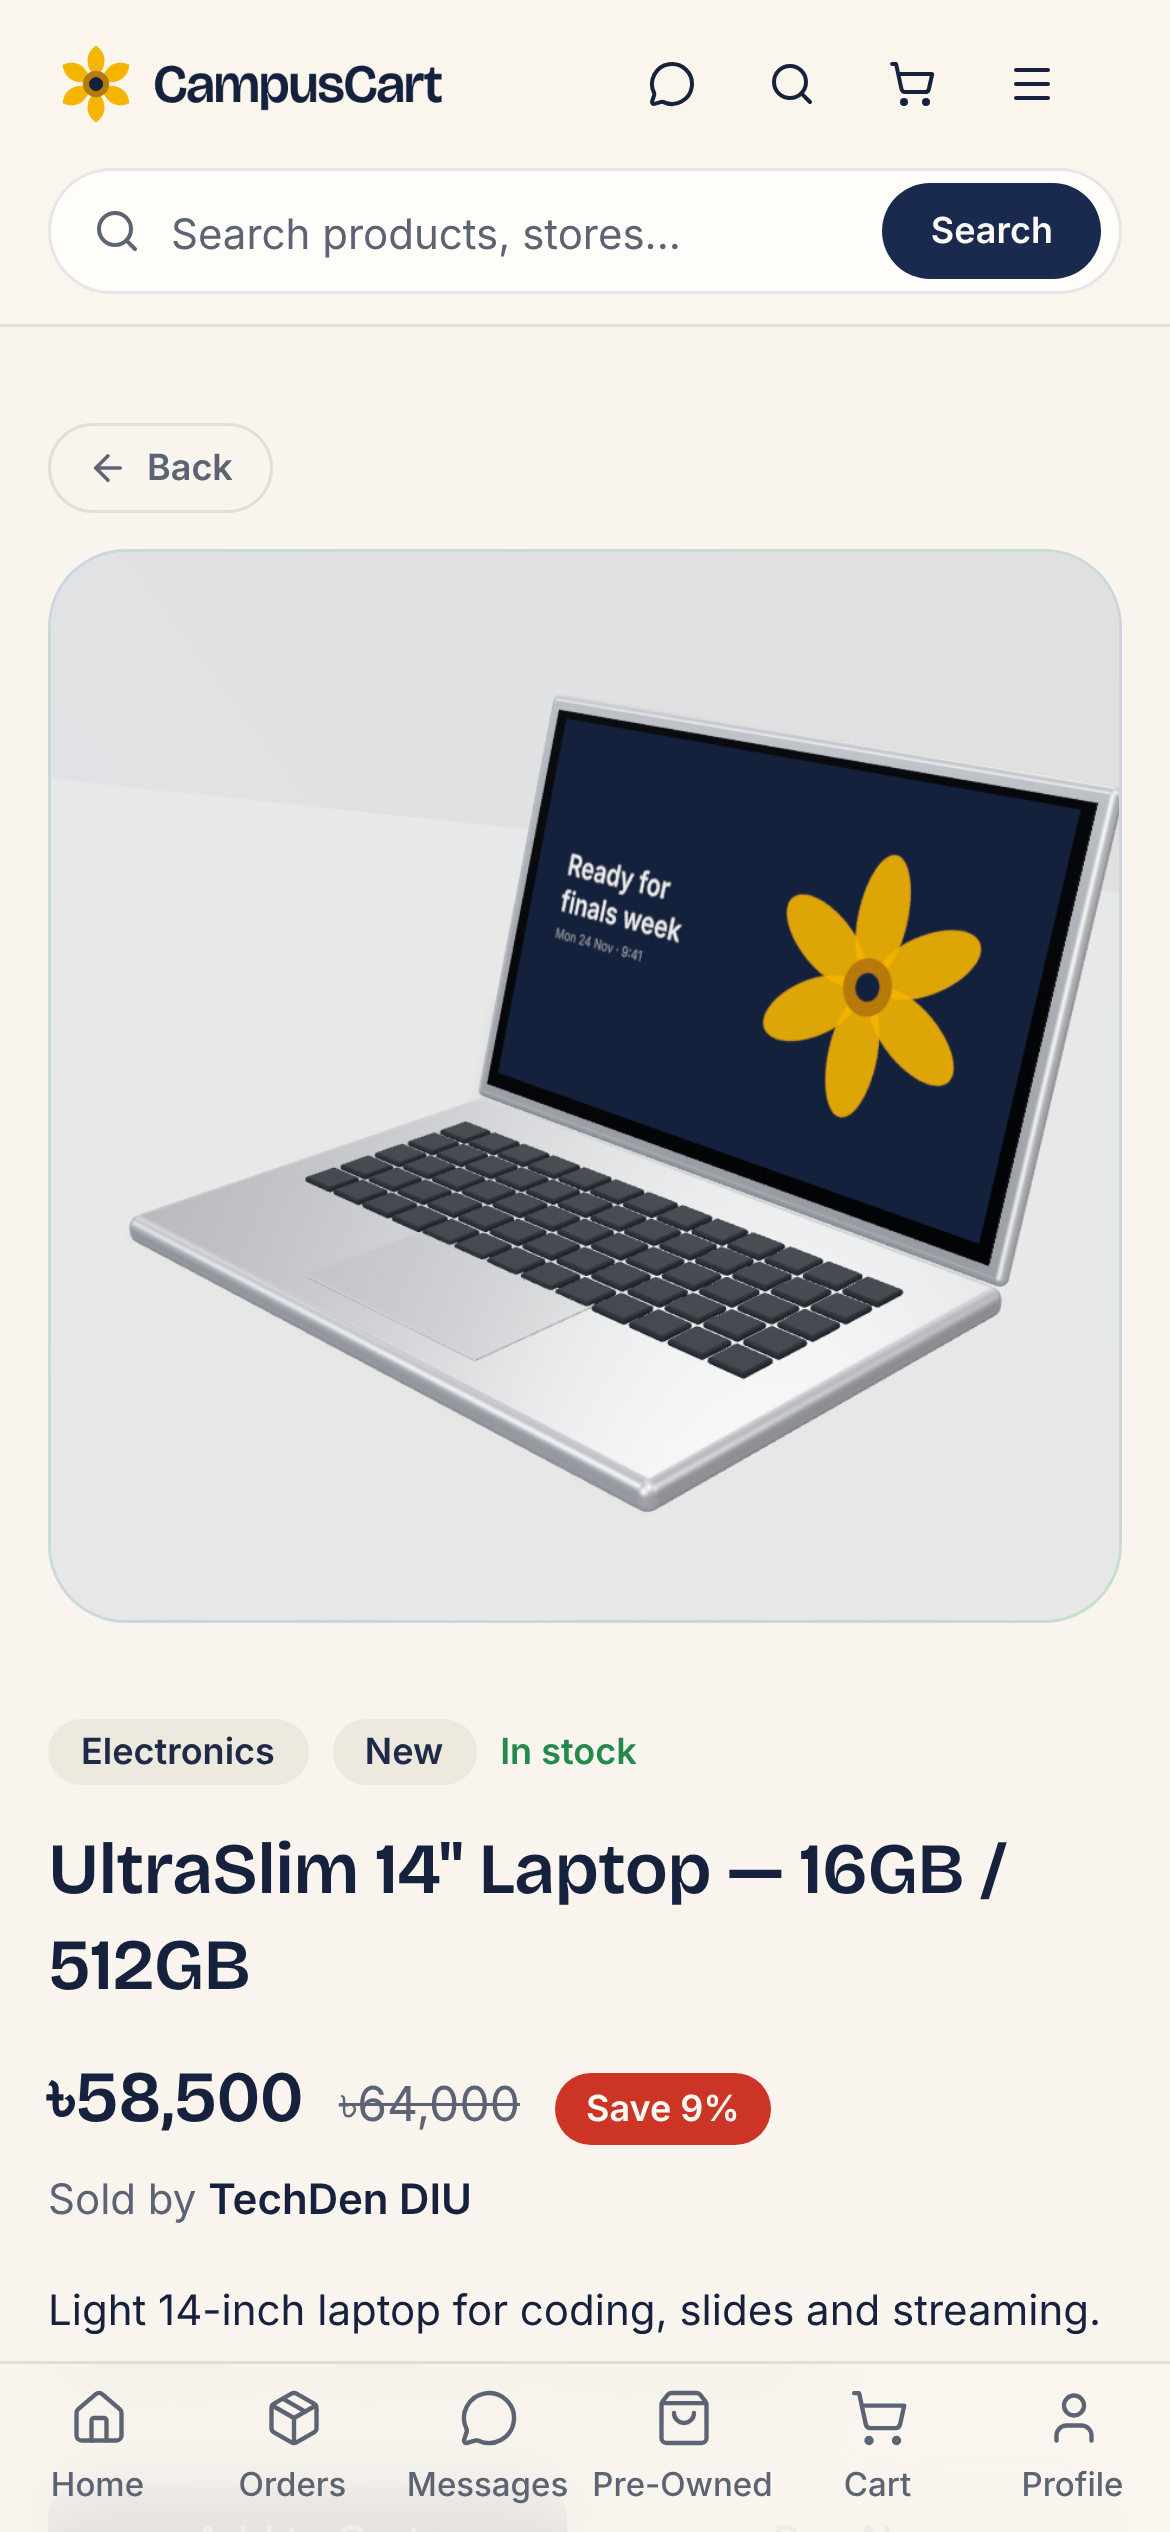 CampusCart
Search products, stores...
Search
Back
Ready for
finals week
Mon 24 Nov · 9:41
Electronics
New
In stock
UltraSlim 14" Laptop — 16GB /
512GB
৳58,500
৳64,000
Save 9%
Sold by TechDen DIU
Light 14-inch laptop for coding, slides and streaming.
Home
Orders
Messages
Pre-Owned
Cart
Profile